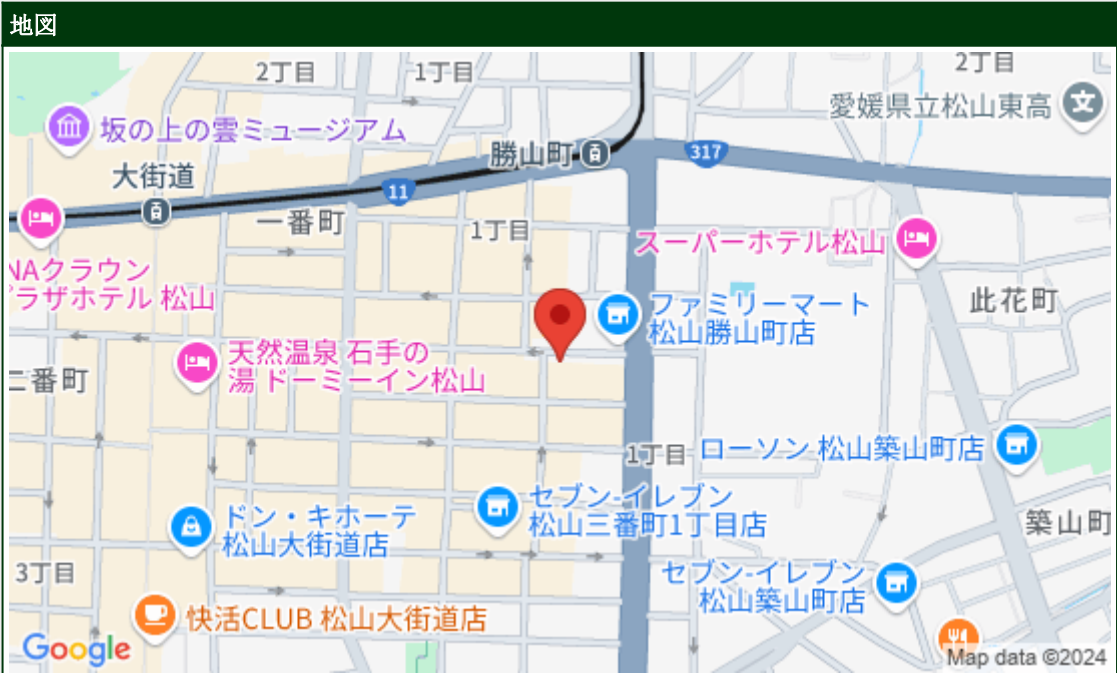 地図
2丁目
1丁目
2丁目
愛媛県立松山東高
文
坂の上の雲ミュージアム
勝山町
317
大街道
11
一番町
1丁目
スーパーホテル松山
NAクラウン
プラザホテル 松山
ファミリーマート
松山勝山町店
此花町
天然温泉 石手の
湯 ドーミーイン松山
二番町
1丁目
ローソン 松山築山町店
セブン-イレブン
松山三番町1丁目店
ドン・キホーテ
松山大街道店
築山町
3丁目
セブン-イレブン
松山築山町店
快活CLUB 松山大街道店
Google
Map data ©2024